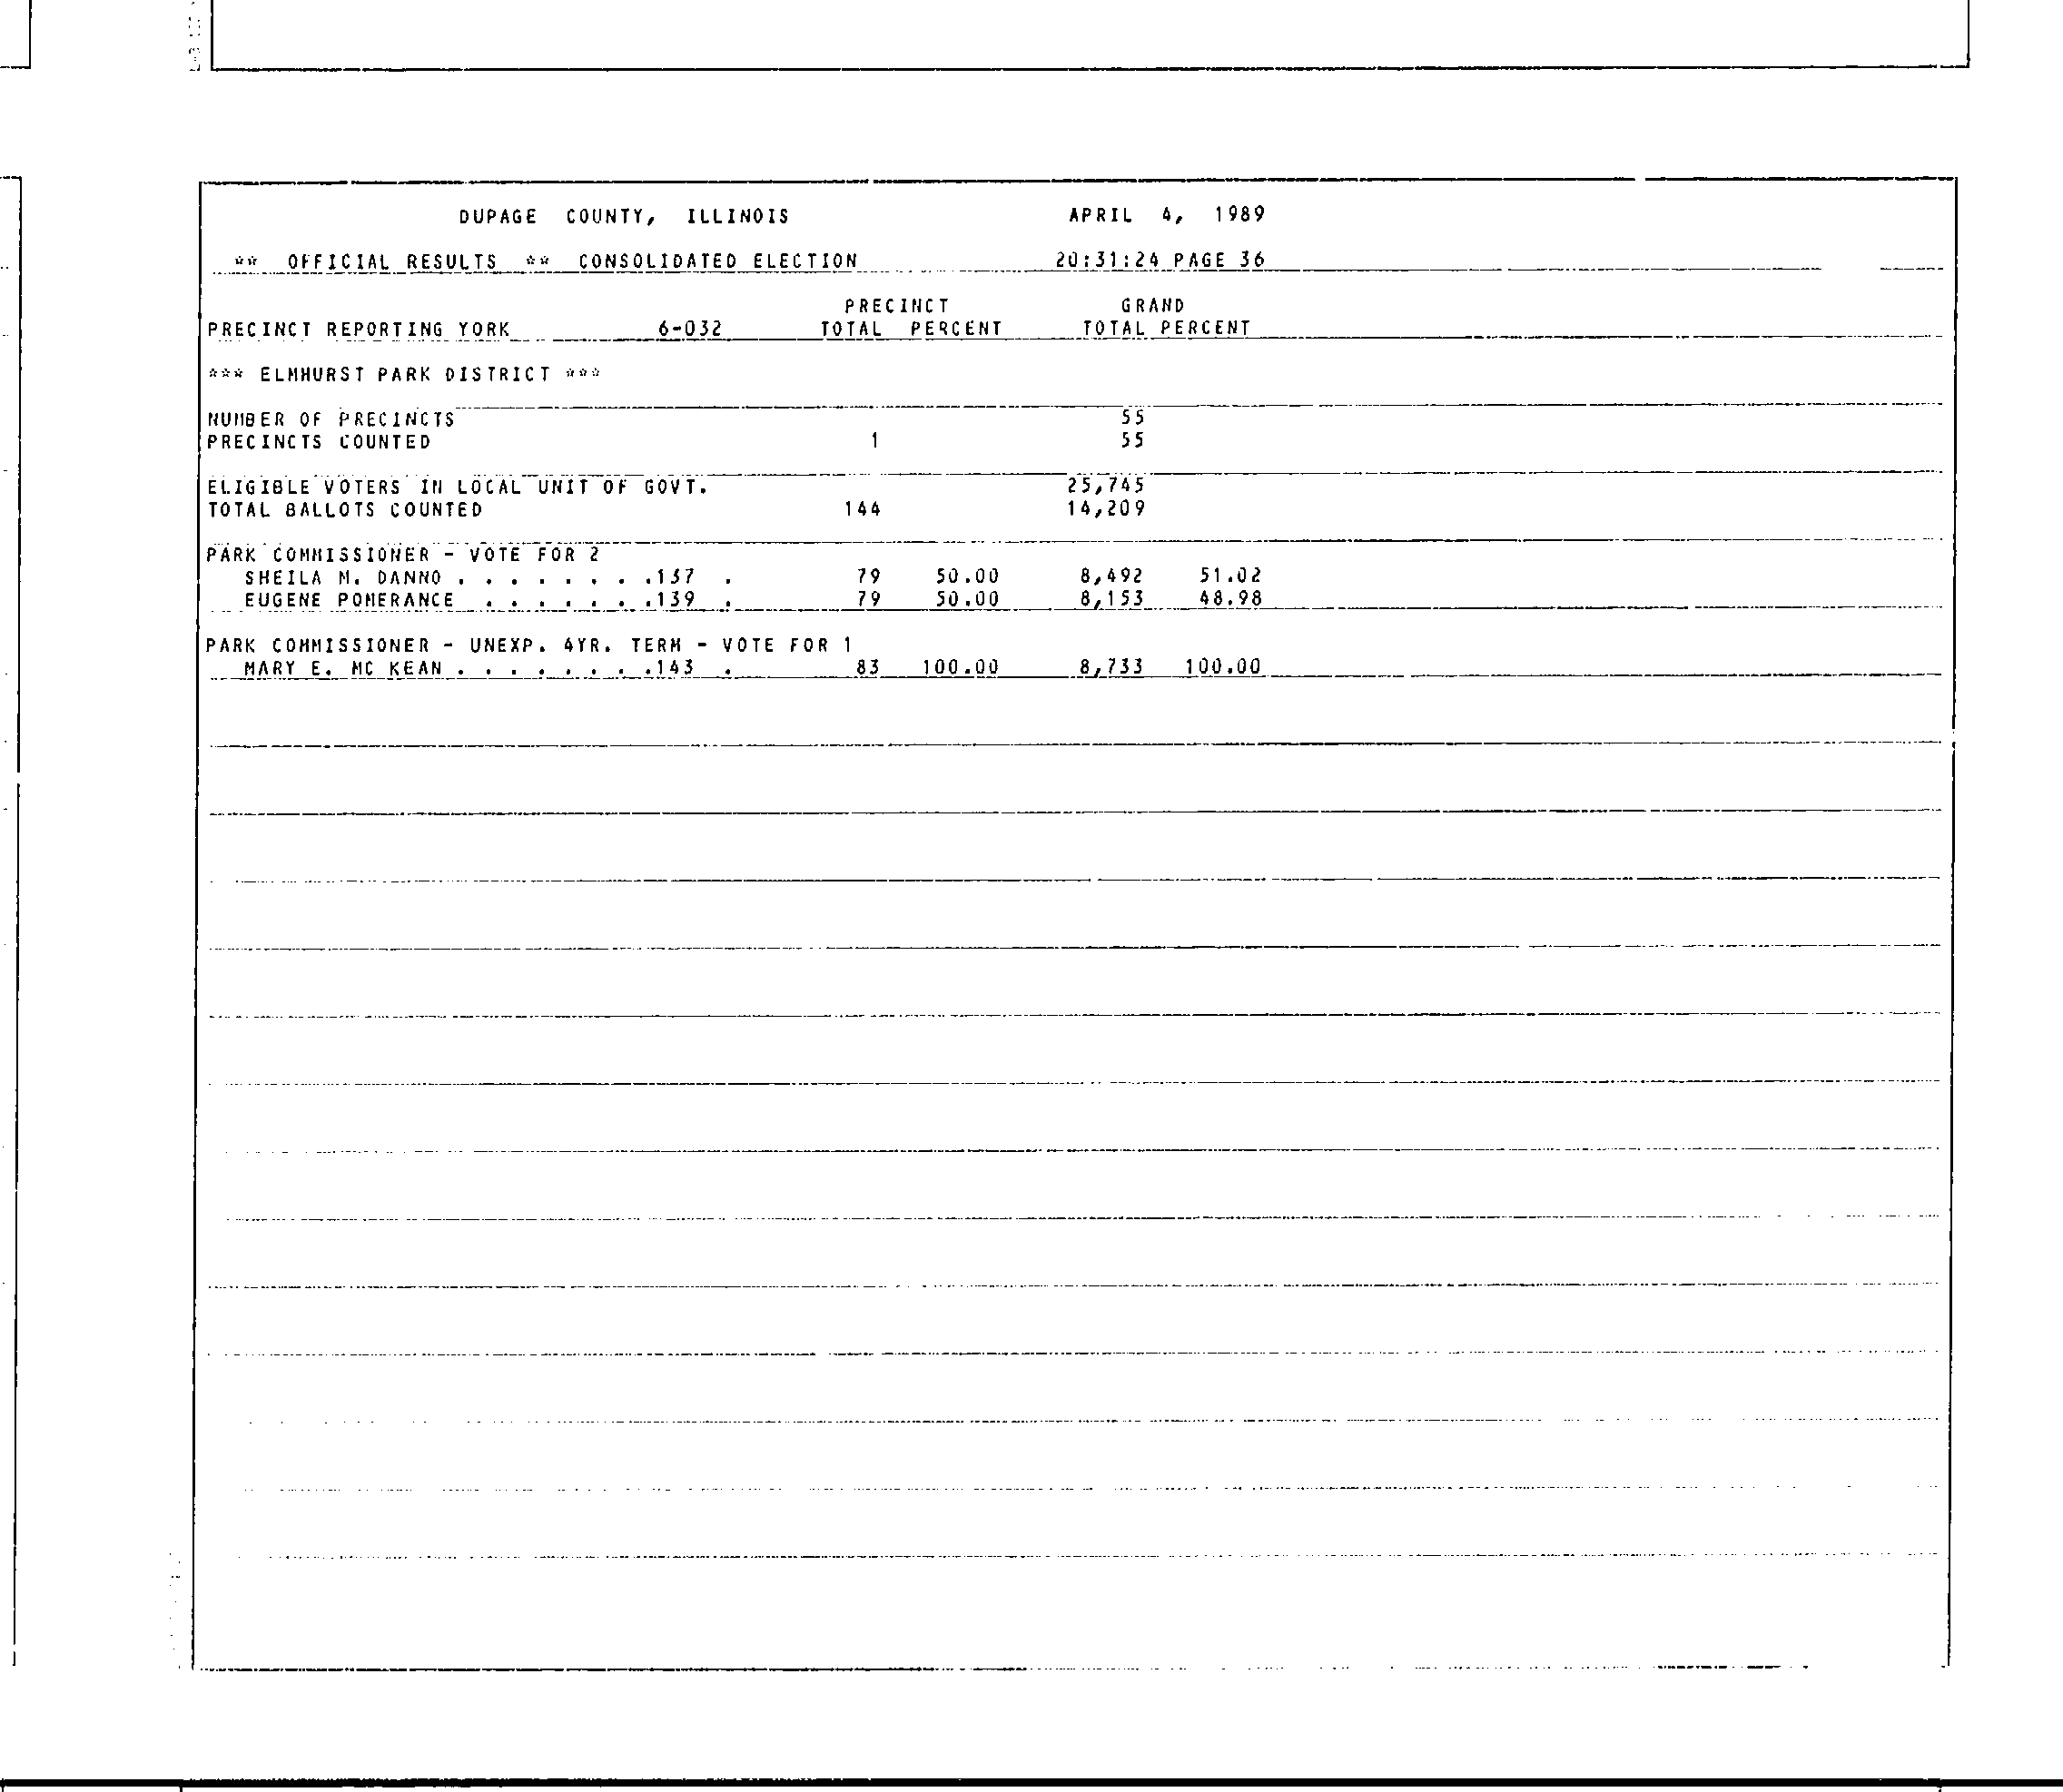 DUPAGE COUNTY, ILLINOIS APRIL 4, 1989
** OFFICIAL RESULTS ** CONSOLIDATED ELECTION 20:31:24 PAGE 36
PRECINCT GRAND
PRECINCT REPORTING YORK 6-032 TOTAL PERCENT TOTAL PERCENT
*** ELMHURST PARK DISTRICT ***
NUMBER OF PRECINCTS 55
PRECINCTS COUNTED 1 55
ELIGIBLE VOTERS IN LOCAL UNIT OF GOVT. 25,745
TOTAL BALLOTS COUNTED 144 14,209
PARK COMMISSIONER - VOTE FOR 2
SHEILA M. DANNO . . . . . . . .137 . 79 50.00 8,492 51.02
EUGENE POMERANCE . . . . . . .139 . 79 50.00 8,153 48.98
PARK COMMISSIONER - UNEXP. 4YR. TERM - VOTE FOR 1
MARY E. MC KEAN . . . . . . . .143 . 83 100.00 8,733 100.00